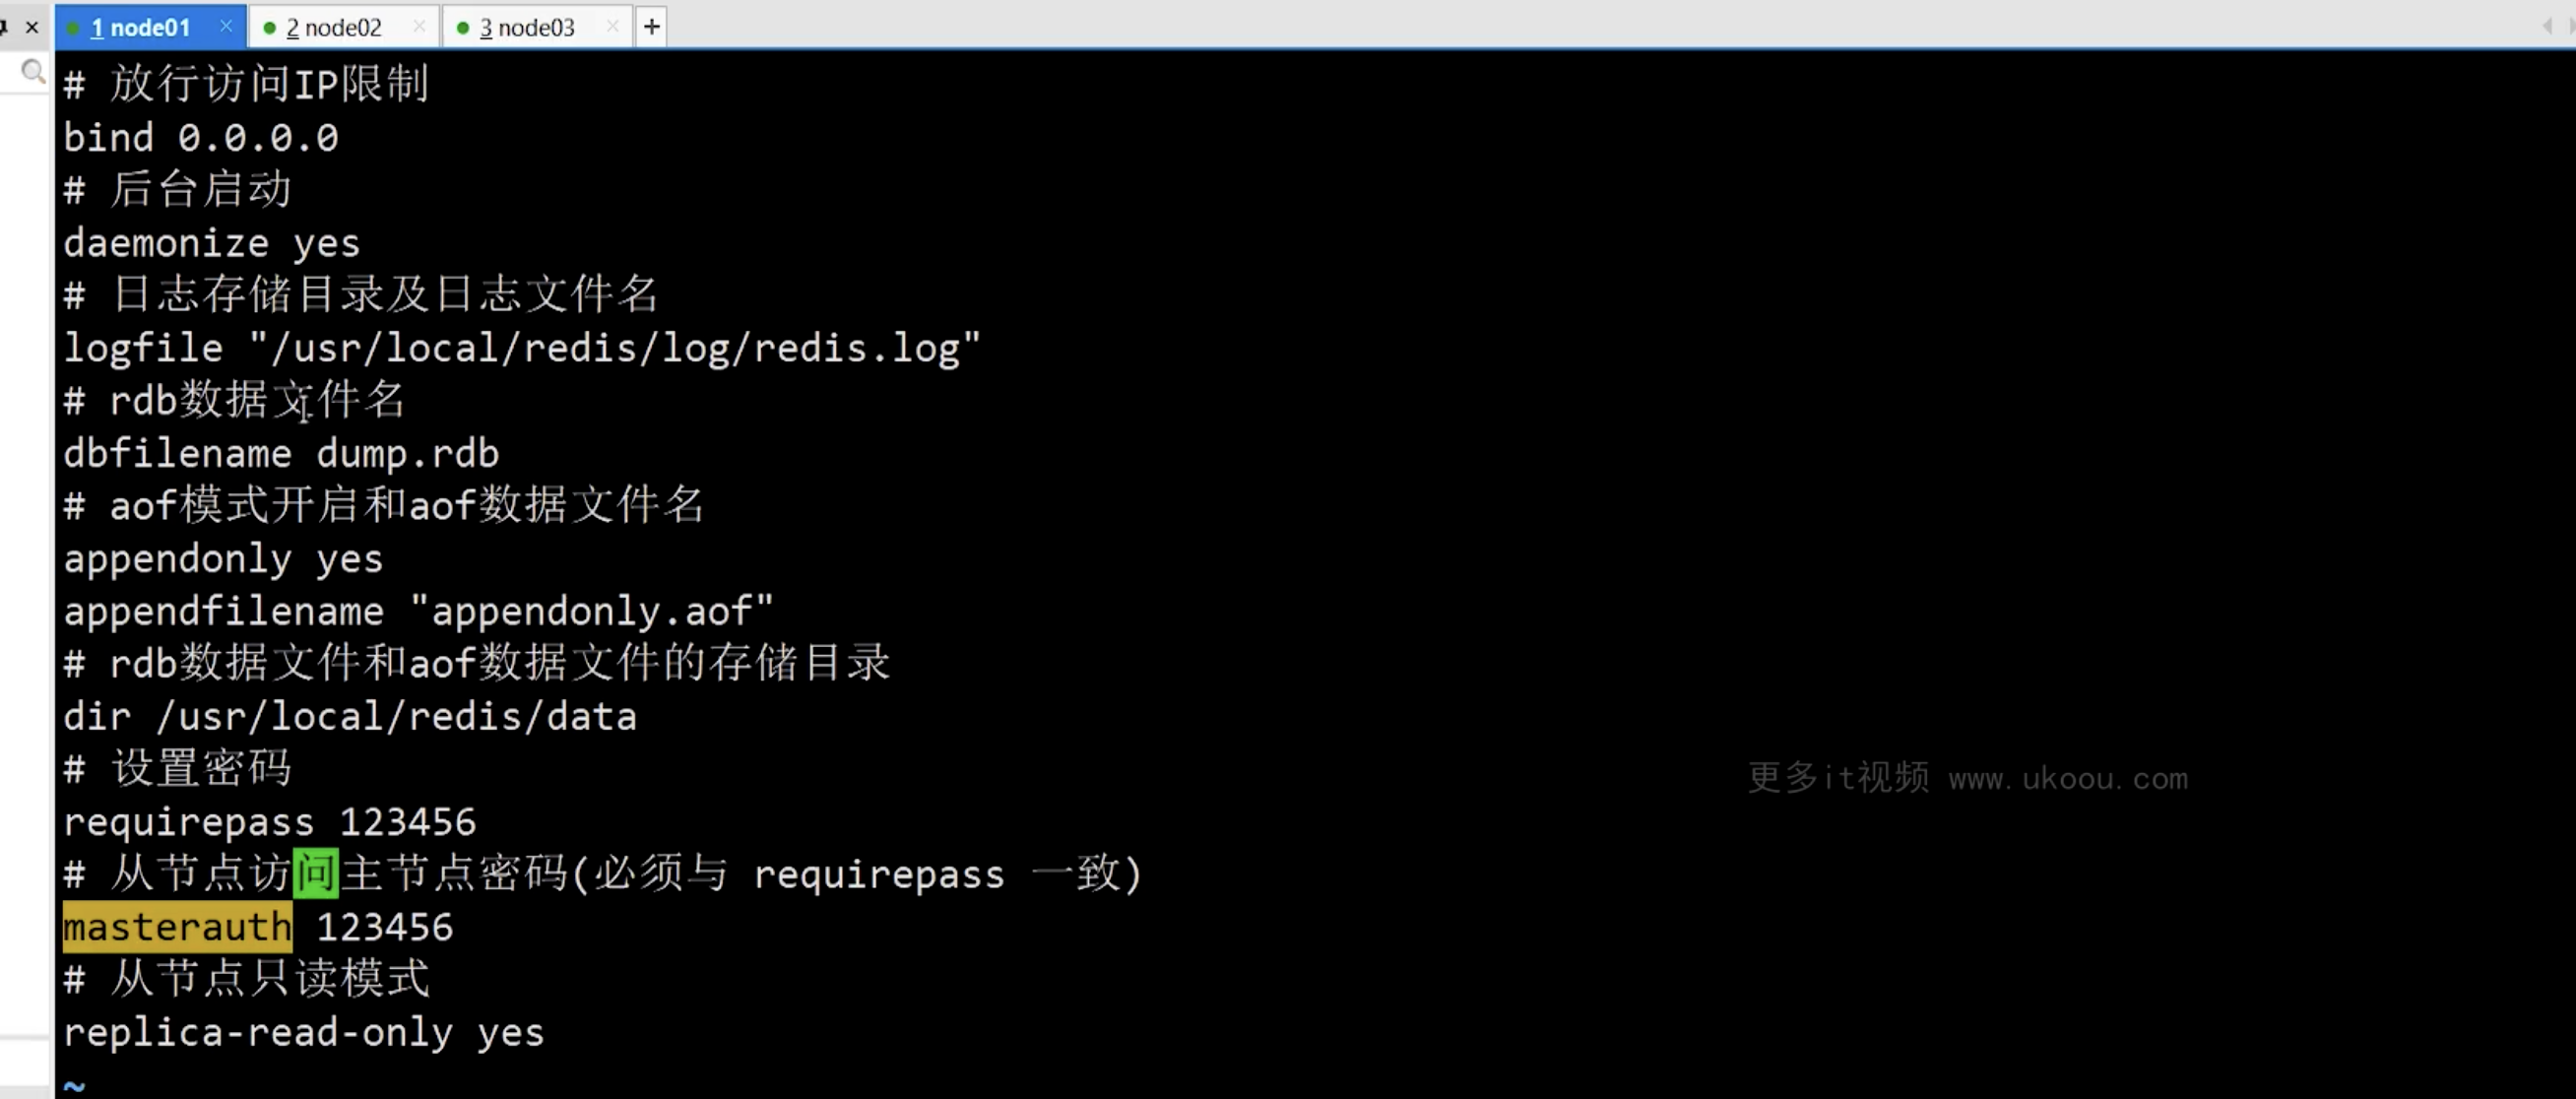 1 node01
2 node02
3 node03
# 放行访问IP限制
bind 0.0.0.0
# 后台启动
daemonize yes
# 日志存储目录及日志文件名
logfile "/usr/local/redis/log/redis.log"
# rdb数据文件名
dbfilename dump.rdb
# aof模式开启和aof数据文件名
appendonly yes
appendfilename "appendonly.aof"
# rdb数据文件和aof数据文件的存储目录
dir /usr/local/redis/data
# 设置密码
更多it视频 www.ukoou.com
requirepass 123456
# 从节点访问主节点密码(必须与 requirepass 一致)
masterauth 123456
# 从节点只读模式
replica-read-only yes
~